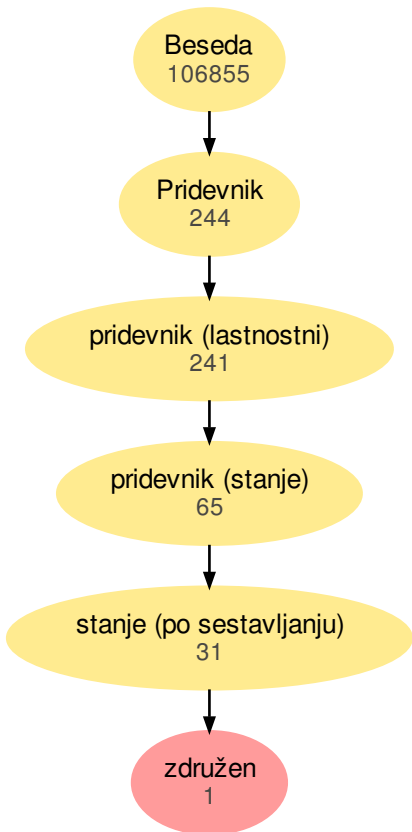 Beseda
106855
Pridevnik
244
pridevnik (lastnostni)
241
pridevnik (stanje)
65
stanje (po sestavljanju)
31
združen
1